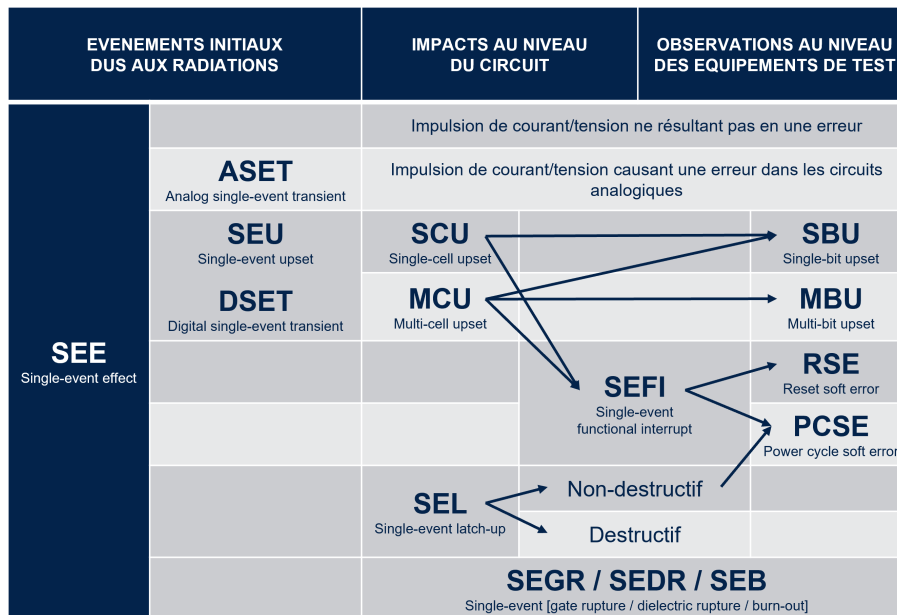 EVENEMENTS INITIAUX
DUS AUX RADIATIONS
IMPACTS AU NIVEAU
DU CIRCUIT
OBSERVATIONS AU NIVEAU
DES EQUIPEMENTS DE TEST
SEE
Single-event effect
Impulsion de courant/tension ne résultant pas en une erreur
ASET
Analog single-event transient
Impulsion de courant/tension causant une erreur dans les circuits
analogiques
SEU
Single-event upset
SCU
Single-cell upset
SBU
Single-bit upset
DSET
Digital single-event transient
MCU
Multi-cell upset
MBU
Multi-bit upset
SEFI
Single-event
functional interrupt
RSE
Reset soft error
PCSE
Power cycle soft error
SEL
Single-event latch-up
Non-destructif
Destructif
SEGR / SEDR / SEB
Single-event [gate rupture / dielectric rupture / burn-out]